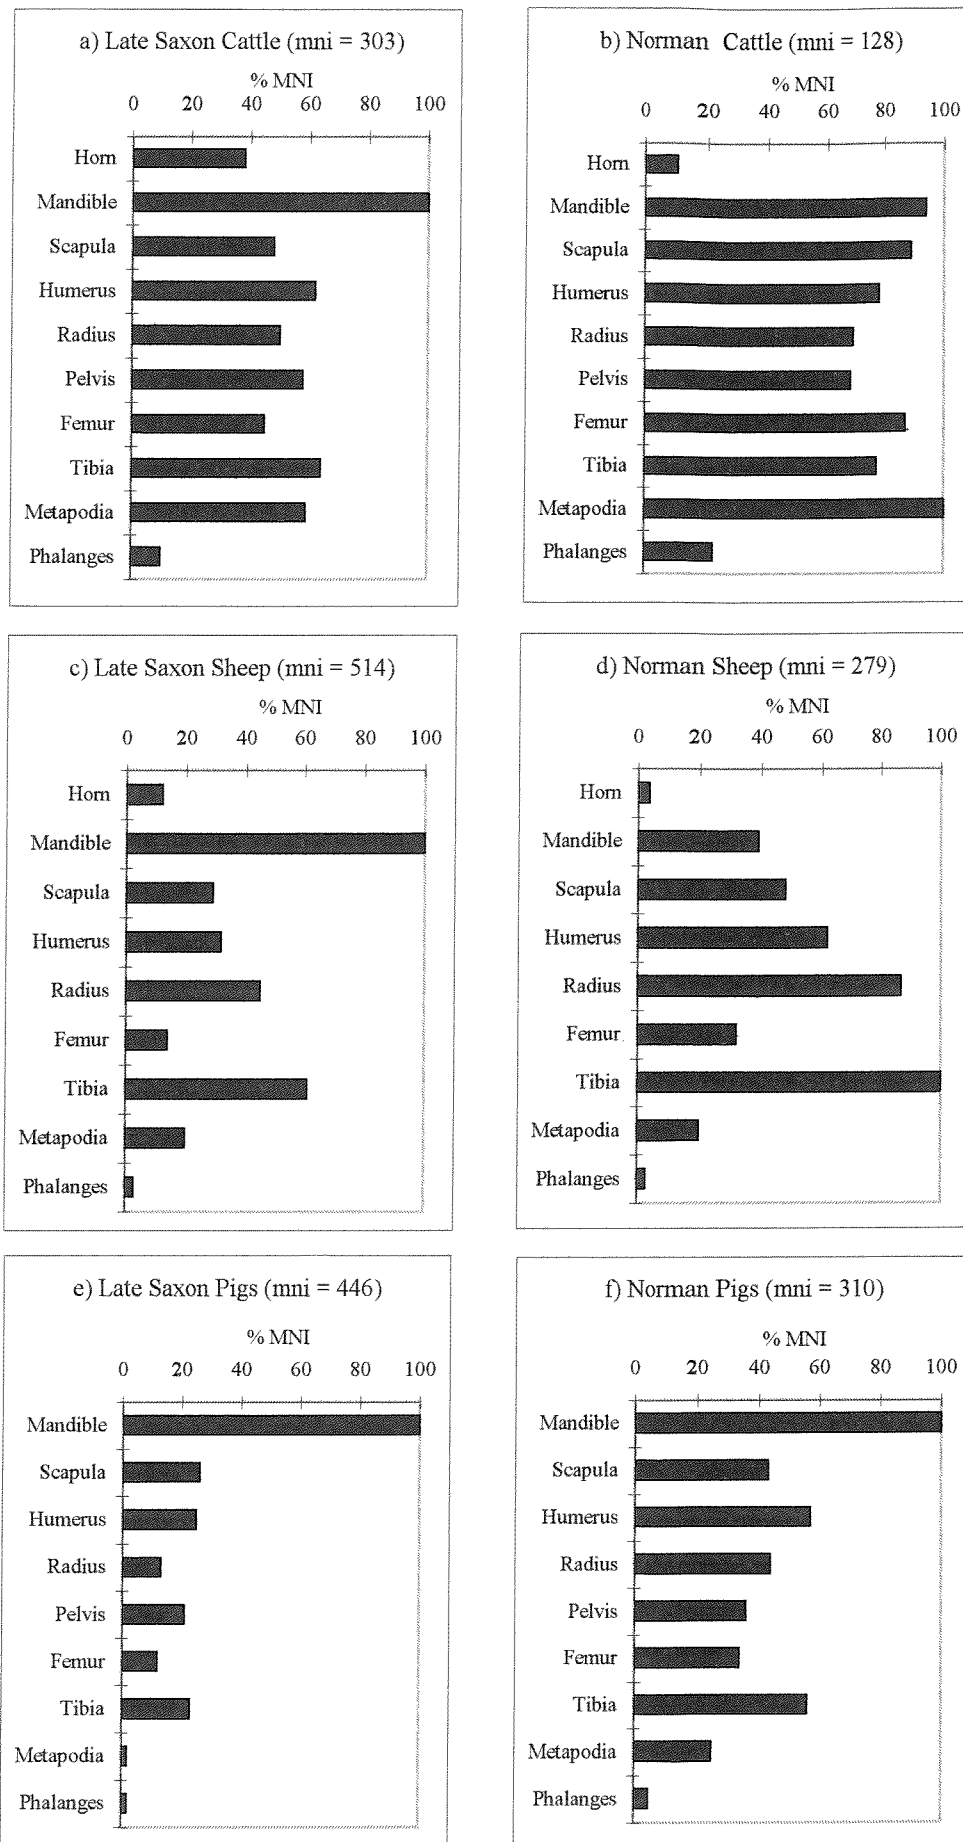 a) Late Saxon Cattle (mni = 303)
% MNI
0 20 40 60 80 100
Horn
Mandible
Scapula
Humerus
Radius
Pelvis
Femur
Tibia
Metapodia
Phalanges
b) Norman Cattle (mni = 128)
% MNI
0 20 40 60 80 100
Horn
Mandible
Scapula
Humerus
Radius
Pelvis
Femur
Tibia
Metapodia
Phalanges
c) Late Saxon Sheep (mni = 514)
% MNI
0 20 40 60 80 100
Horn
Mandible
Scapula
Humerus
Radius
Femur
Tibia
Metapodia
Phalanges
d) Norman Sheep (mni = 279)
% MNI
0 20 40 60 80 100
Horn
Mandible
Scapula
Humerus
Radius
Femur
Tibia
Metapodia
Phalanges
e) Late Saxon Pigs (mni = 446)
% MNI
0 20 40 60 80 100
Mandible
Scapula
Humerus
Radius
Pelvis
Femur
Tibia
Metapodia
Phalanges
f) Norman Pigs (mni = 310)
% MNI
0 20 40 60 80 100
Mandible
Scapula
Humerus
Radius
Pelvis
Femur
Tibia
Metapodia
Phalanges